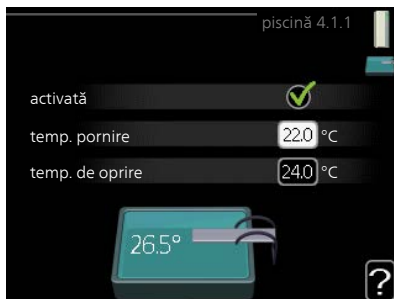 piscină 4.1.1
activată
temp. pornire 22.0 °C
temp. de oprire 24.0 °C
26.5°
?